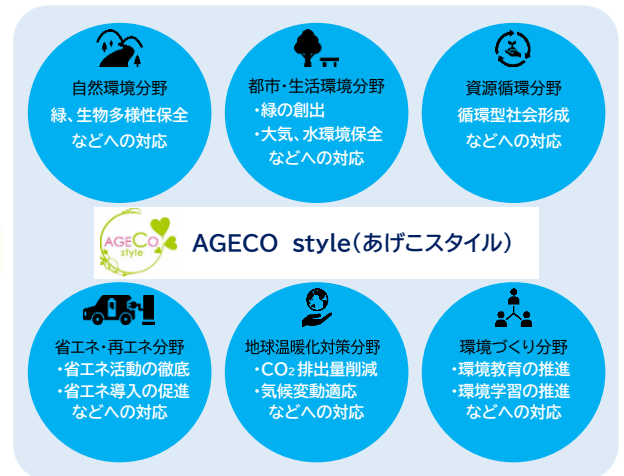 自然環境分野
緑、生物多様性保全
などへの対応
都市・生活環境分野
・緑の創出
・大気、水環境保全
などへの対応
資源循環分野
循環型社会形成
などへの対応
AGECo
style
AGECO style(あげこスタイル)
省エネ・再エネ分野
・省エネ活動の徹底
・省エネ導入の促進
などへの対応
地球温暖化対策分野
・CO₂排出量削減
・気候変動適応
などへの対応
環境づくり分野
・環境教育の推進
・環境学習の推進
などへの対応